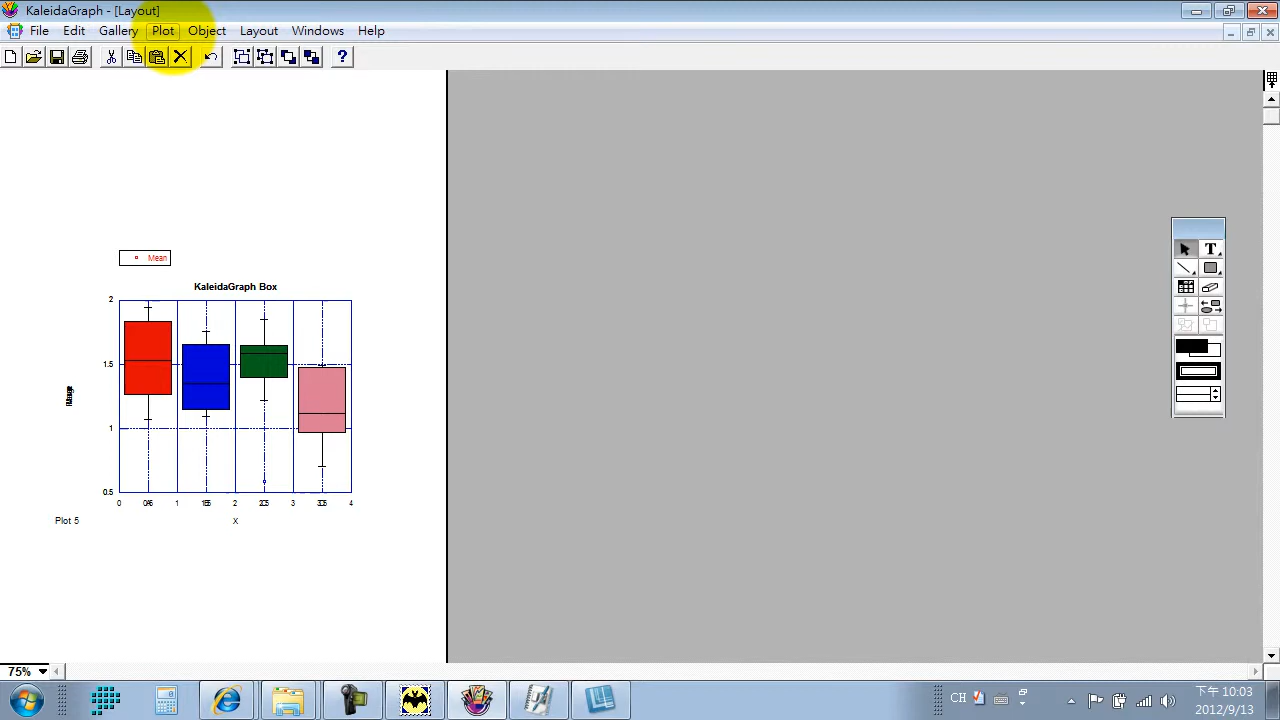 KaleidaGraph - [Layout]
File Edit Gallery Plot Object Layout Windows Help
Mean
KaleidaGraph Box
2
1.5
1
0.5
0 1 2 3 4
Plot 5
X
T
75%
CH
下午 10:03
2012/9/13